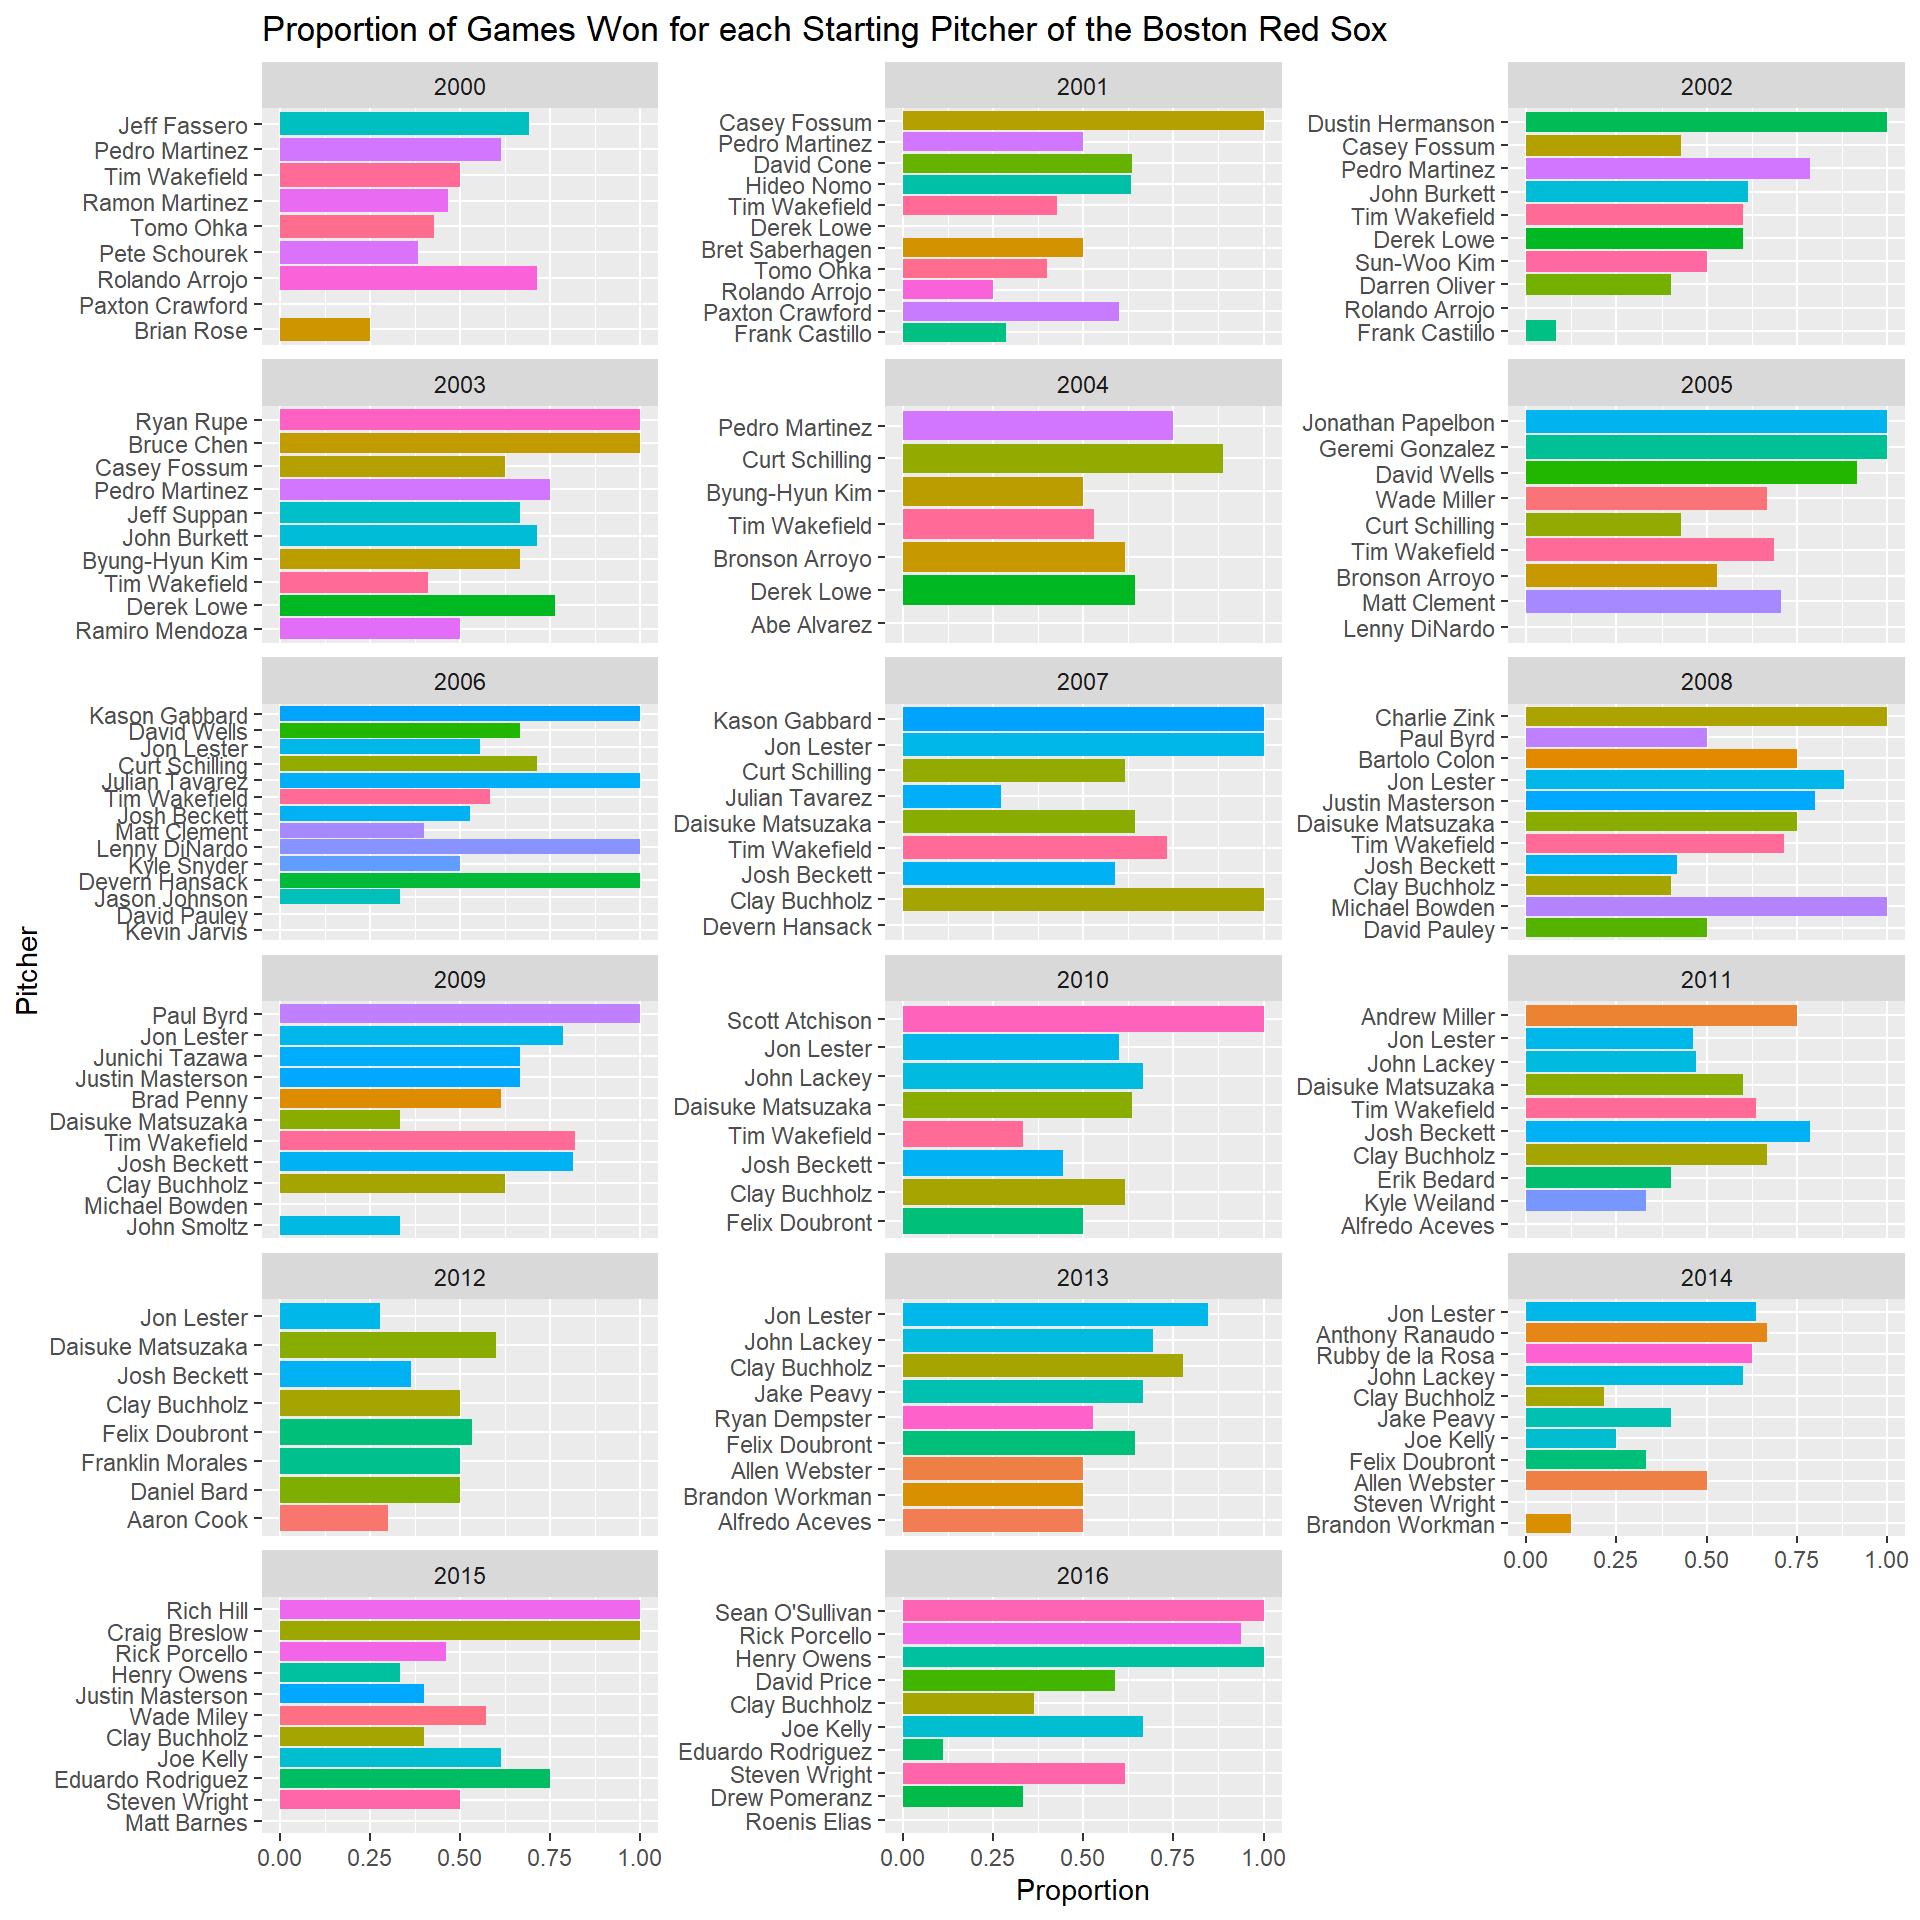 Proportion of Games Won for each Starting Pitcher of the Boston Red Sox
Pitcher
2000
Jeff Fassero
Pedro Martinez
Tim Wakefield
Ramon Martinez
Tomo Ohka
Pete Schourek
Rolando Arrojo
Paxton Crawford
Brian Rose
2001
Casey Fossum
Pedro Martinez
David Cone
Hideo Nomo
Tim Wakefield
Derek Lowe
Bret Saberhagen
Tomo Ohka
Rolando Arrojo
Paxton Crawford
Frank Castillo
2002
Dustin Hermanson
Casey Fossum
Pedro Martinez
John Burkett
Tim Wakefield
Derek Lowe
Sun-Woo Kim
Darren Oliver
Rolando Arrojo
Frank Castillo
2003
Ryan Rupe
Bruce Chen
Casey Fossum
Pedro Martinez
Jeff Suppan
John Burkett
Byung-Hyun Kim
Tim Wakefield
Derek Lowe
Ramiro Mendoza
2004
Pedro Martinez
Curt Schilling
Byung-Hyun Kim
Tim Wakefield
Bronson Arroyo
Derek Lowe
Abe Alvarez
2005
Jonathan Papelbon
Geremi Gonzalez
David Wells
Wade Miller
Curt Schilling
Tim Wakefield
Bronson Arroyo
Matt Clement
Lenny DiNardo
2006
Kason Gabbard
David Wells
Jon Lester
Curt Schilling
Julian Tavarez
Tim Wakefield
Josh Beckett
Matt Clement
Lenny DiNardo
Kyle Snyder
Devern Hansack
Jason Johnson
David Pauley
Kevin Jarvis
2007
Kason Gabbard
Jon Lester
Curt Schilling
Julian Tavarez
Daisuke Matsuzaka
Tim Wakefield
Josh Beckett
Clay Buchholz
Devern Hansack
2008
Charlie Zink
Paul Byrd
Bartolo Colon
Jon Lester
Justin Masterson
Daisuke Matsuzaka
Tim Wakefield
Josh Beckett
Clay Buchholz
Michael Bowden
David Pauley
2009
Paul Byrd
Jon Lester
Junichi Tazawa
Justin Masterson
Brad Penny
Daisuke Matsuzaka
Tim Wakefield
Josh Beckett
Clay Buchholz
Michael Bowden
John Smoltz
2010
Scott Atchison
Jon Lester
John Lackey
Daisuke Matsuzaka
Tim Wakefield
Josh Beckett
Clay Buchholz
Felix Doubront
2011
Andrew Miller
Jon Lester
John Lackey
Daisuke Matsuzaka
Tim Wakefield
Josh Beckett
Clay Buchholz
Erik Bedard
Kyle Weiland
Alfredo Aceves
2012
Jon Lester
Daisuke Matsuzaka
Josh Beckett
Clay Buchholz
Felix Doubront
Franklin Morales
Daniel Bard
Aaron Cook
2013
Jon Lester
John Lackey
Clay Buchholz
Jake Peavy
Ryan Dempster
Felix Doubront
Allen Webster
Brandon Workman
Alfredo Aceves
2014
Jon Lester
Anthony Ranaudo
Rubby de la Rosa
John Lackey
Clay Buchholz
Jake Peavy
Joe Kelly
Felix Doubront
Allen Webster
Steven Wright
Brandon Workman
0.00 0.25 0.50 0.75 1.00
2015
Rich Hill
Craig Breslow
Rick Porcello
Henry Owens
Justin Masterson
Wade Miley
Clay Buchholz
Joe Kelly
Eduardo Rodriguez
Steven Wright
Matt Barnes
0.00 0.25 0.50 0.75 1.00
2016
Sean O'Sullivan
Rick Porcello
Henry Owens
David Price
Clay Buchholz
Joe Kelly
Eduardo Rodriguez
Steven Wright
Drew Pomeranz
Roenis Elias
0.00 0.25 0.50 0.75 1.00
Proportion